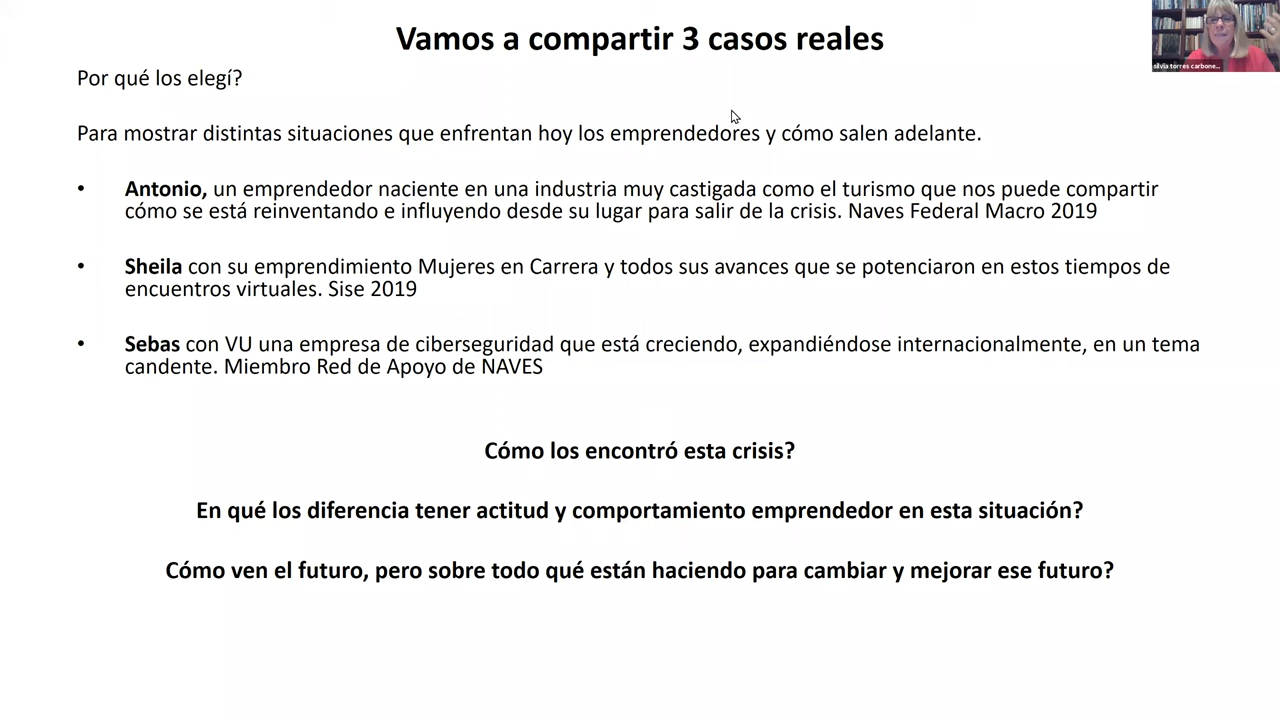 Vamos a compartir 3 casos reales
silvia torres carbone...
Por qué los elegí?
Para mostrar distintas situaciones que enfrentan hoy los emprendedores y cómo salen adelante.
• Antonio, un emprendedor naciente en una industria muy castigada como el turismo que nos puede compartir
cómo se está reinventando e influyendo desde su lugar para salir de la crisis. Naves Federal Macro 2019
• Sheila con su emprendimiento Mujeres en Carrera y todos sus avances que se potenciaron en estos tiempos de
encuentros virtuales. Sise 2019
• Sebas con VU una empresa de ciberseguridad que está creciendo, expandiéndose internacionalmente, en un tema
candente. Miembro Red de Apoyo de NAVES
Cómo los encontró esta crisis?
En qué los diferencia tener actitud y comportamiento emprendedor en esta situación?
Cómo ven el futuro, pero sobre todo qué están haciendo para cambiar y mejorar ese futuro?